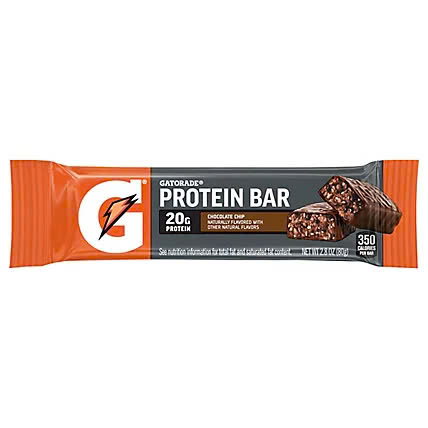 G
GATORADE®
PROTEIN BAR
20G
PROTEIN
CHOCOLATE CHIP
NATURALLY FLAVORED WITH
OTHER NATURAL FLAVORS
350
CALORIES
PER BAR
See nutrition information for total fat and saturated fat content.
NET WT 2.8 OZ (80g)